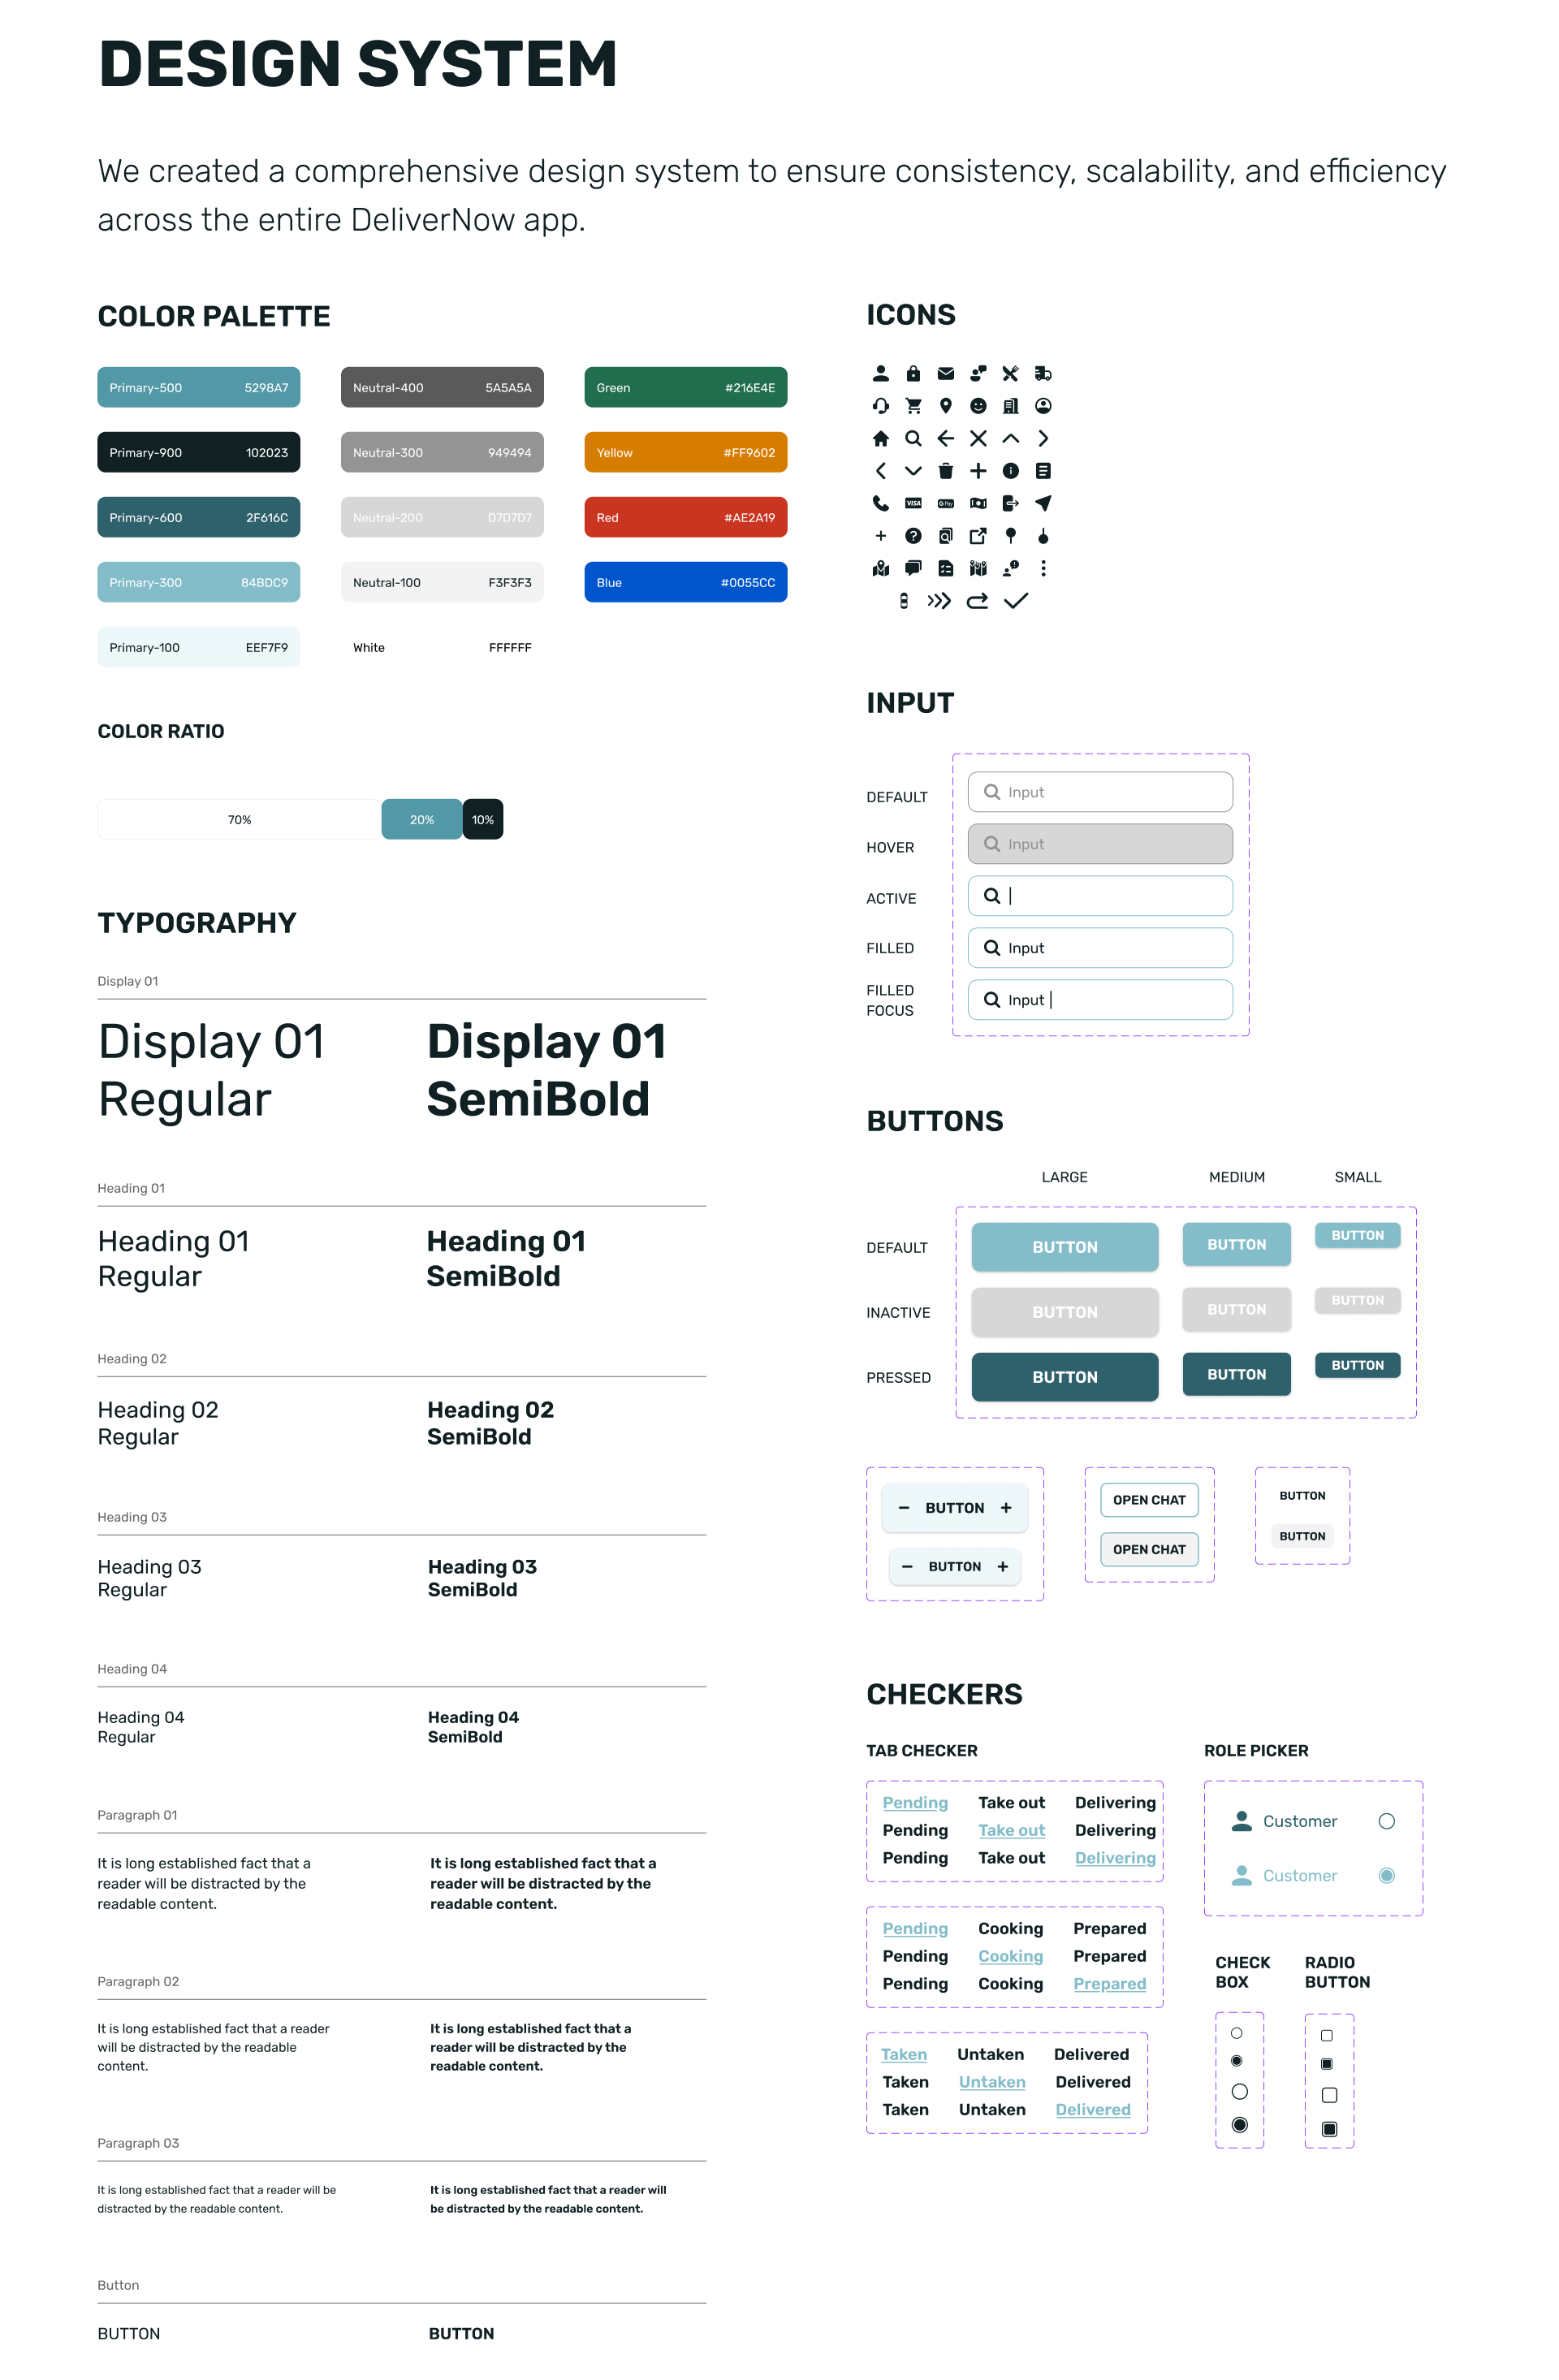 DESIGN SYSTEM
We created a comprehensive design system to ensure consistency, scalability, and efficiency
across the entire DeliverNow app.
COLOR PALETTE
Primary-500 5298A7
Neutral-400 5A5A5A
Green #216E4E
Primary-900 102023
Neutral-300 949494
Yellow #FF9602
Primary-600 2F616C
Neutral-200 D7D7D7
Red #AE2A19
Primary-300 84BDC9
Neutral-100 F3F3F3
Blue #0055CC
Primary-100 EEF7F9
White FFFFFF
COLOR RATIO
70%
20%
10%
TYPOGRAPHY
Display 01
Display 01
Regular
Display 01
SemiBold
Heading 01
Heading 01
Regular
Heading 01
SemiBold
Heading 02
Heading 02
Regular
Heading 02
SemiBold
Heading 03
Heading 03
Regular
Heading 03
SemiBold
Heading 04
Heading 04
Regular
Heading 04
SemiBold
Paragraph 01
It is long established fact that a
reader will be distracted by the
readable content.
It is long established fact that a
reader will be distracted by the
readable content.
Paragraph 02
It is long established fact that a reader
will be distracted by the readable
content.
It is long established fact that a
reader will be distracted by the
readable content.
Paragraph 03
It is long established fact that a reader will be
distracted by the readable content.
It is long established fact that a reader will
be distracted by the readable content.
Button
BUTTON
BUTTON
ICONS
VISA
G Pay
INPUT
DEFAULT
Input
HOVER
Input
ACTIVE
FILLED
Input
FILLED
FOCUS
Input
BUTTONS
LARGE
MEDIUM
SMALL
DEFAULT
BUTTON
BUTTON
BUTTON
INACTIVE
BUTTON
BUTTON
BUTTON
PRESSED
BUTTON
BUTTON
BUTTON
− BUTTON +
− BUTTON +
OPEN CHAT
OPEN CHAT
BUTTON
BUTTON
CHECKERS
TAB CHECKER
Pending Take out Delivering
Pending Take out Delivering
Pending Take out Delivering
Pending Cooking Prepared
Pending Cooking Prepared
Pending Cooking Prepared
Taken Untaken Delivered
Taken Untaken Delivered
Taken Untaken Delivered
ROLE PICKER
Customer
Customer
CHECK
BOX
RADIO
BUTTON